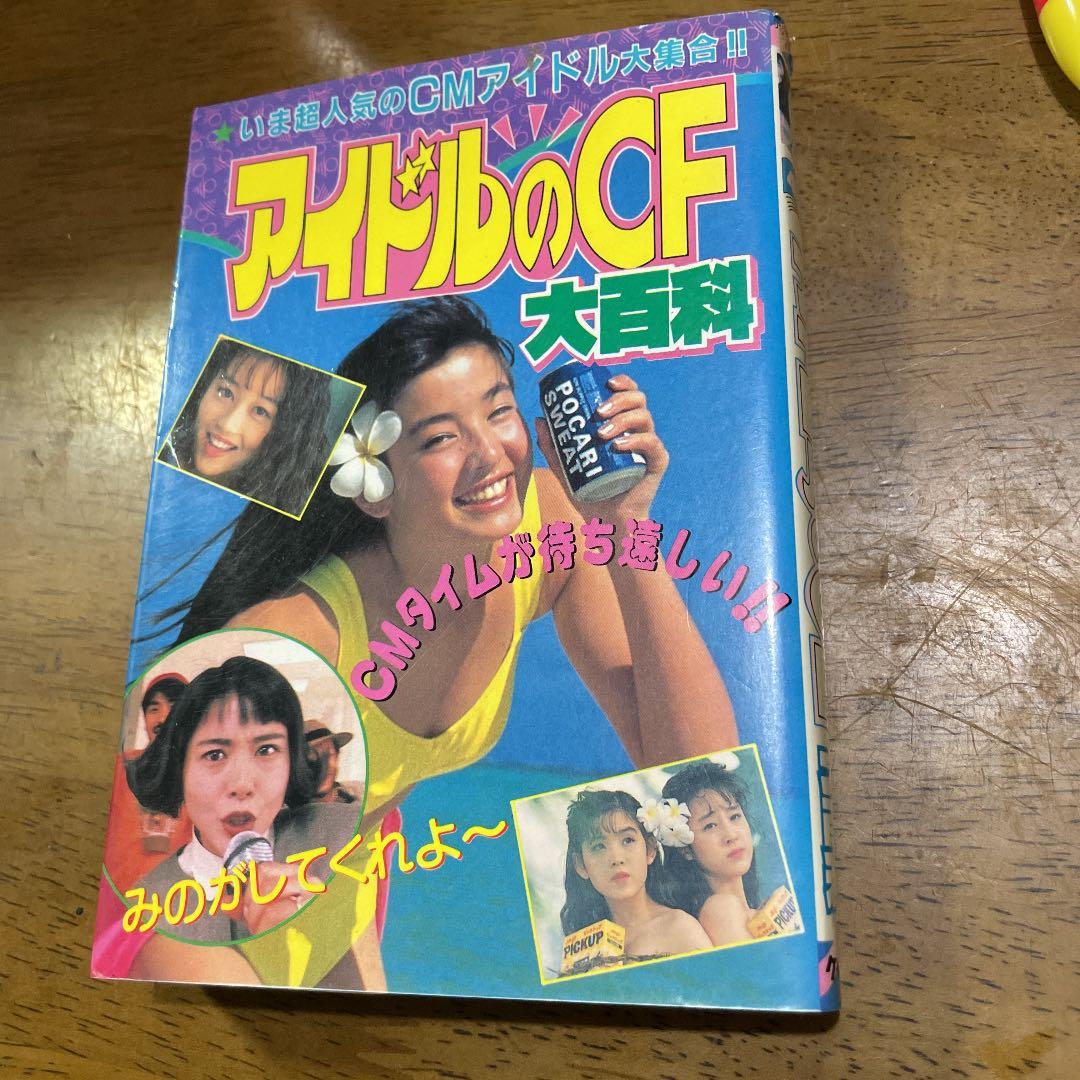 ★いま超人気のCMアイドル大集合!!
アイドルのCF
大百科
POCARI
SWEAT
CMタイムが待ち遠しい!!
みのがしてくれよ〜
PICKUP
PICKUP